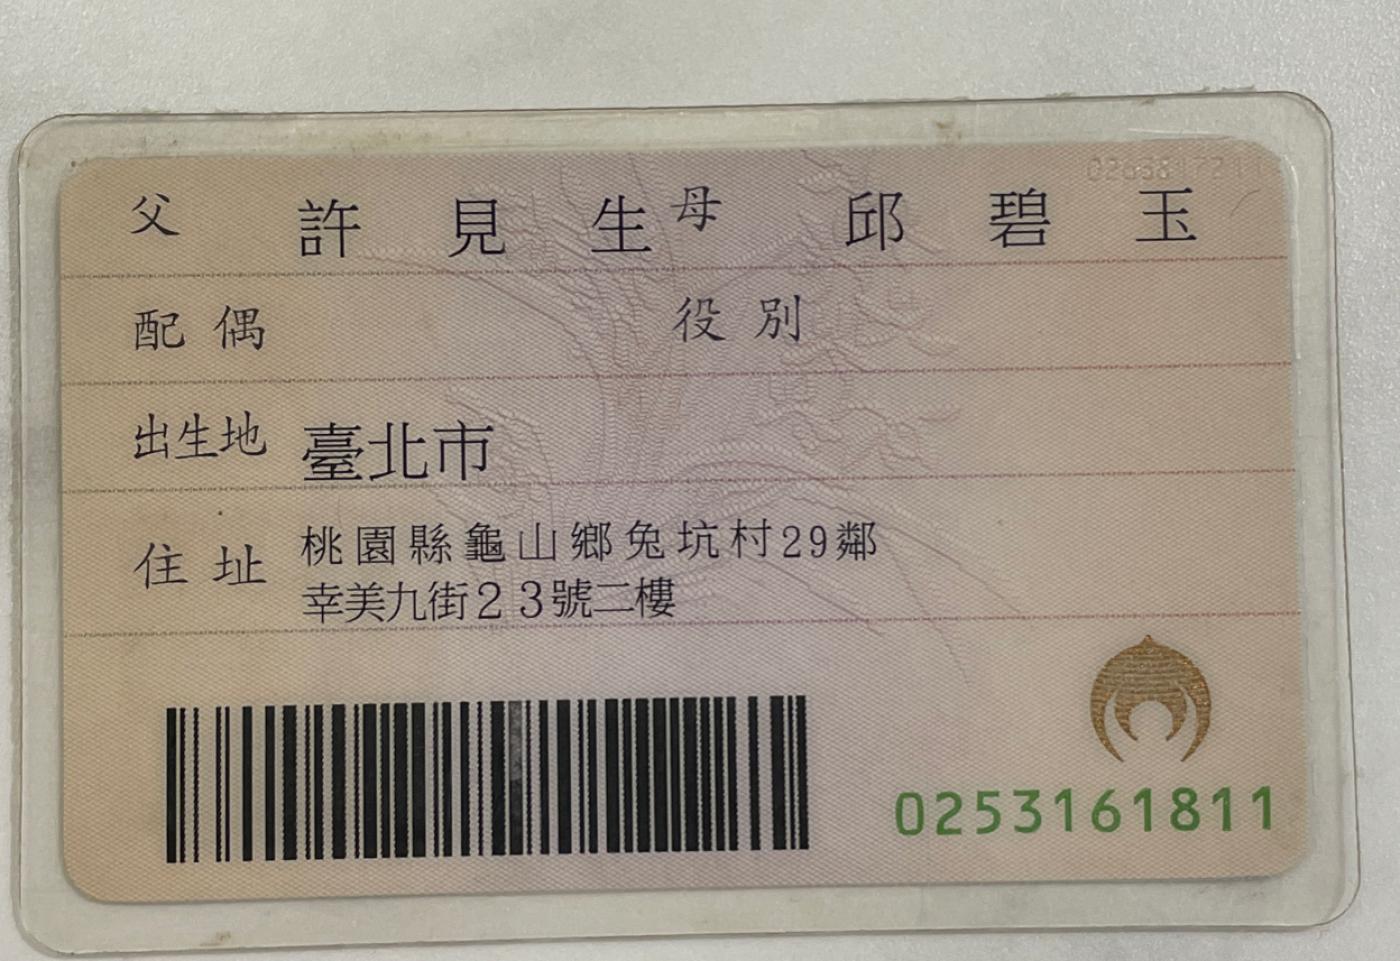 父 許見生 母 邱碧玉
配偶 役別
出生地 臺北市
住址 桃園縣龜山鄉兔坑村29鄰
幸美九街23號二樓
0253161811